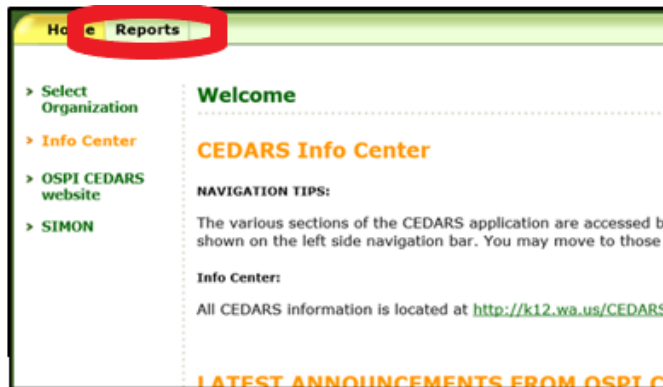 Home Reports
> Select
Organization
> Info Center
> OSPI CEDARS
website
> SIMON
Welcome
CEDARS Info Center
NAVIGATION TIPS:
The various sections of the CEDARS application are accessed b
shown on the left side navigation bar. You may move to those
Info Center:
All CEDARS information is located at http://k12.wa.us/CEDARS
LATEST ANNOUNCEMENTS FROM OSPI C